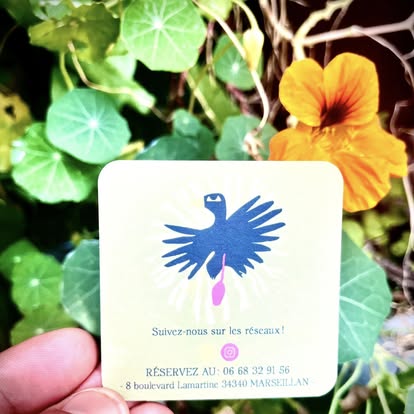 Suivez-nous sur les réseaux!
RÉSERVEZ AU: 06 68 32 91 56
- 8 boulevard Lamartine 34340 MARSEILLAN -